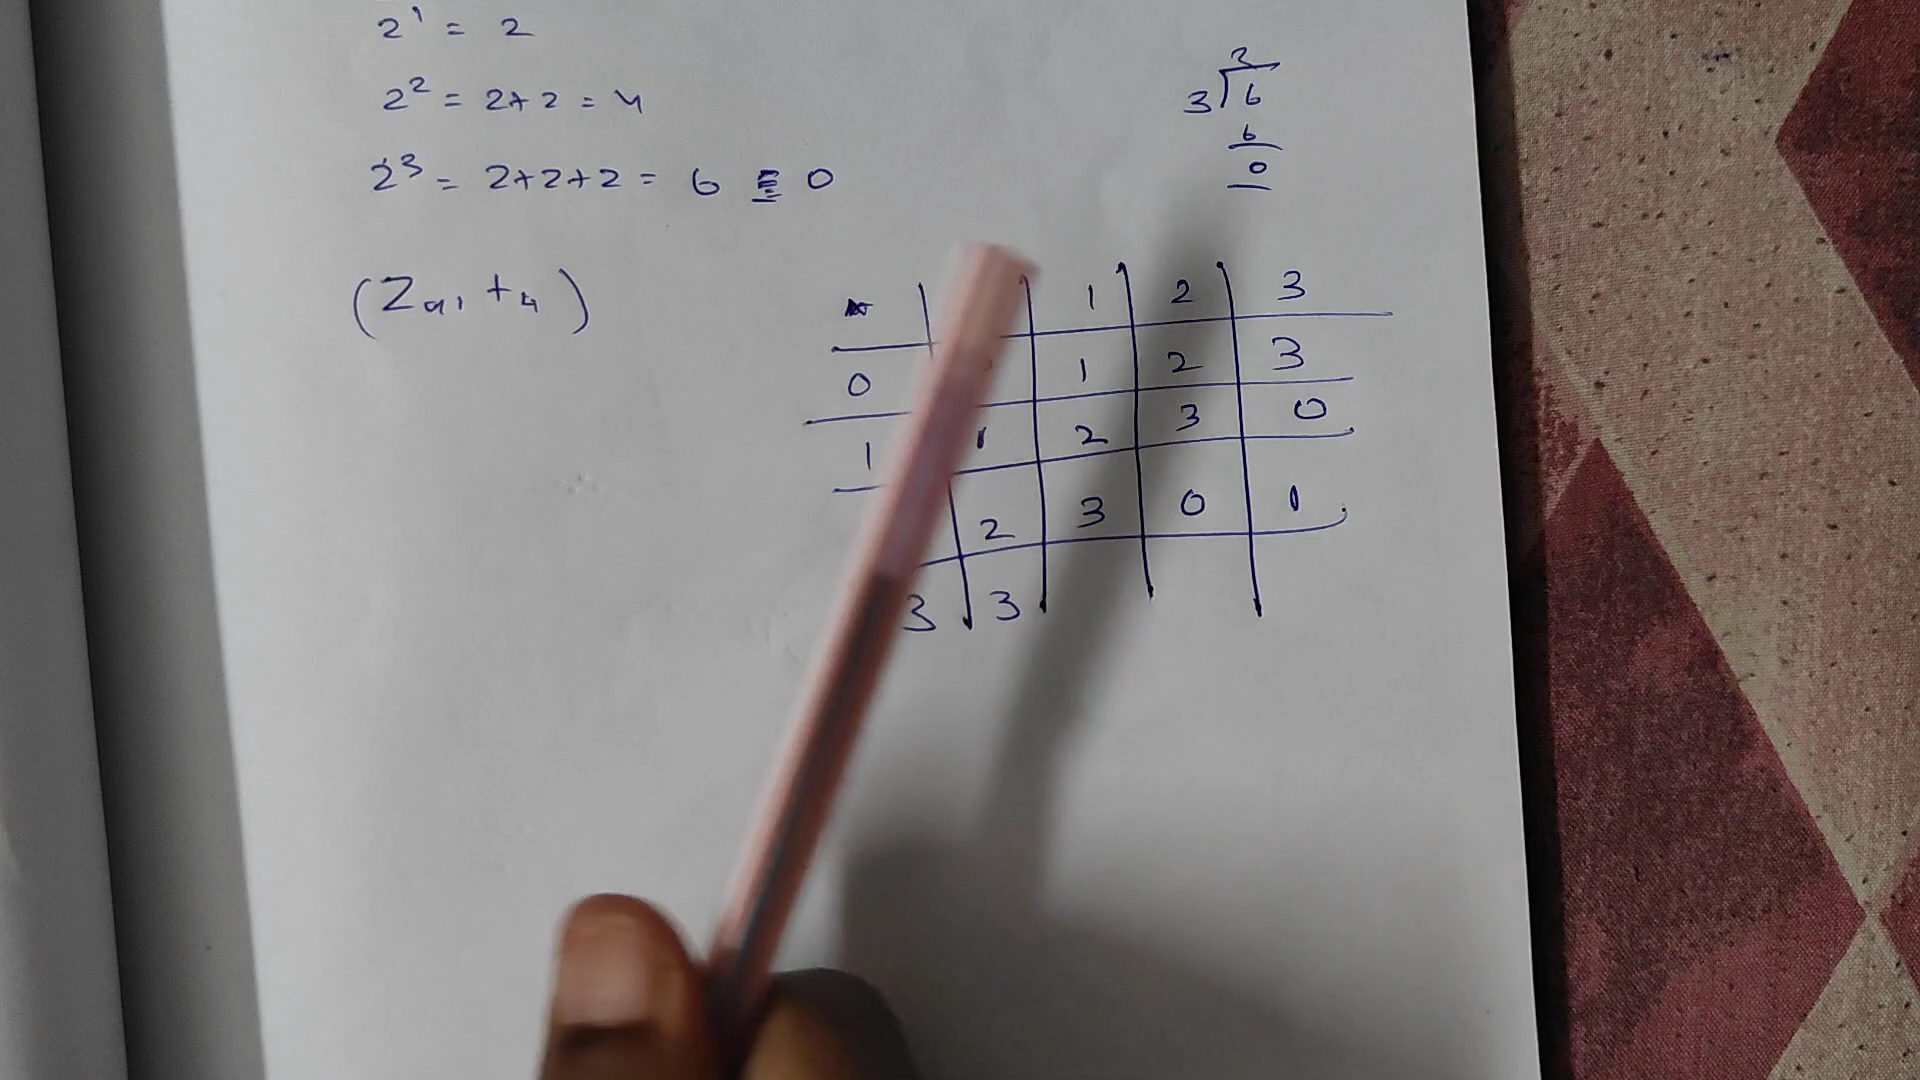 2¹ = 2
2² = 2+2 = 4
2³ = 2+2+2 = 6 ≡ 0
2
3 6
6
0
(Z₄, +₄)
1 2 3
0 1 2 3
1 1 2 3 0
2 3 0 1
3 3